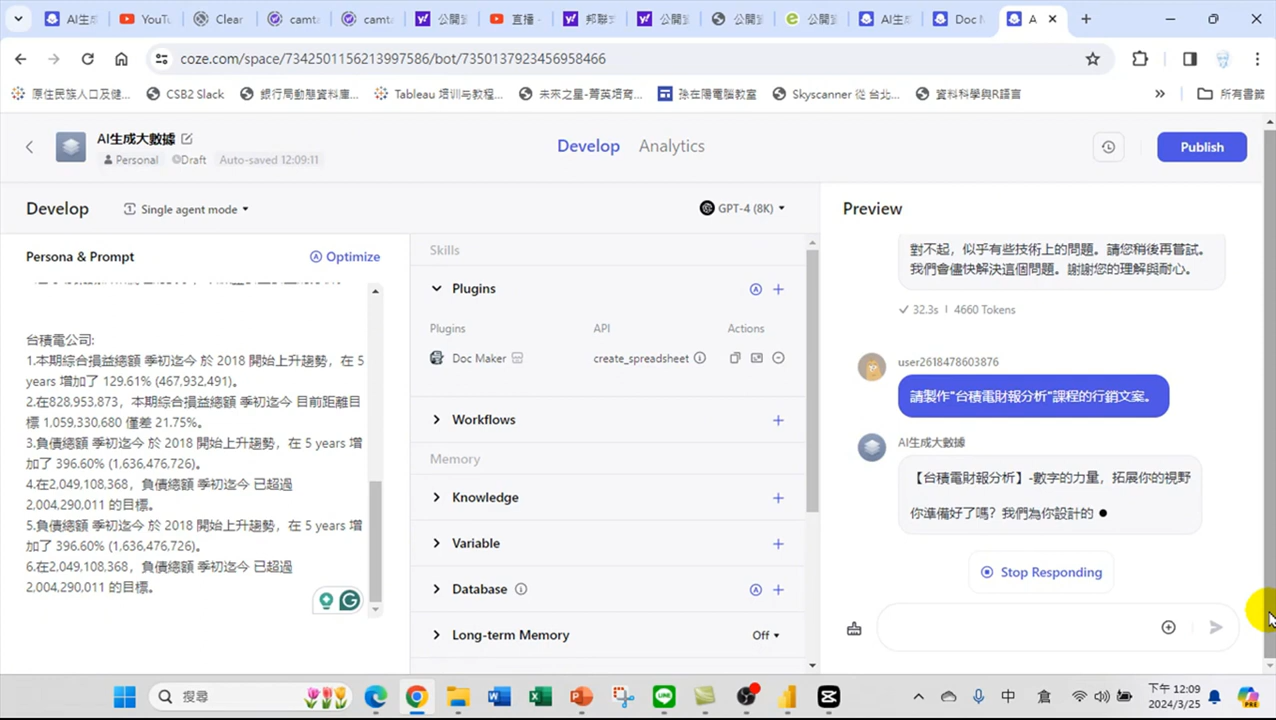 AI生
YouTu
Clear
camta
camta
公開
直播 -
邦聯
公開
公開
公開
AI生
Doc M
A
coze.com/space/7342501156213997586/bot/7350137923456958466
原住民族人口及健...
CSB2 Slack
銀行局動態資料庫...
Tableau 培训与教程...
未來之星-菁英培育...
孫在陽電腦教室
Skyscanner 從 台北...
資料科學與R語言
所有書籤
AI生成大數據
Personal
Draft
Auto-saved 12:09:11
Develop
Analytics
Publish
Develop
Single agent mode
GPT-4 (8K)
Preview
Persona & Prompt
Optimize
台積電公司:
1.本期綜合損益總額 季初迄今 於 2018 開始上升趨勢，在 5
years 增加了 129.61% (467,932,491)。
2.在828,953,873，本期綜合損益總額 季初迄今 目前距離目
標 1,059,330,680 僅差 21.75%。
3.負債總額 季初迄今 於 2018 開始上升趨勢，在 5 years 增
加了 396.60% (1,636,476,726)。
4.在2,049,108,368，負債總額 季初迄今 已超過
2,004,290,011 的目標。
5.負債總額 季初迄今 於 2018 開始上升趨勢，在 5 years 增
加了 396.60% (1,636,476,726)。
6.在2,049,108,368，負債總額 季初迄今 已超過
2,004,290,011 的目標。
Skills
Plugins
Plugins
API
Actions
Doc Maker
create_spreadsheet
Workflows
Memory
Knowledge
Variable
Database
Long-term Memory
Off
對不起，似乎有些技術上的問題。請您稍後再嘗試。
我們會儘快解決這個問題。謝謝您的理解與耐心。
32.3s | 4660 Tokens
user2618478603876
請製作"台積電財報分析"課程的行銷文案。
AI生成大數據
【台積電財報分析】-數字的力量，拓展你的視野
你準備好了嗎？我們為你設計的
Stop Responding
搜尋
中
下午 12:09
2024/3/25
PRE